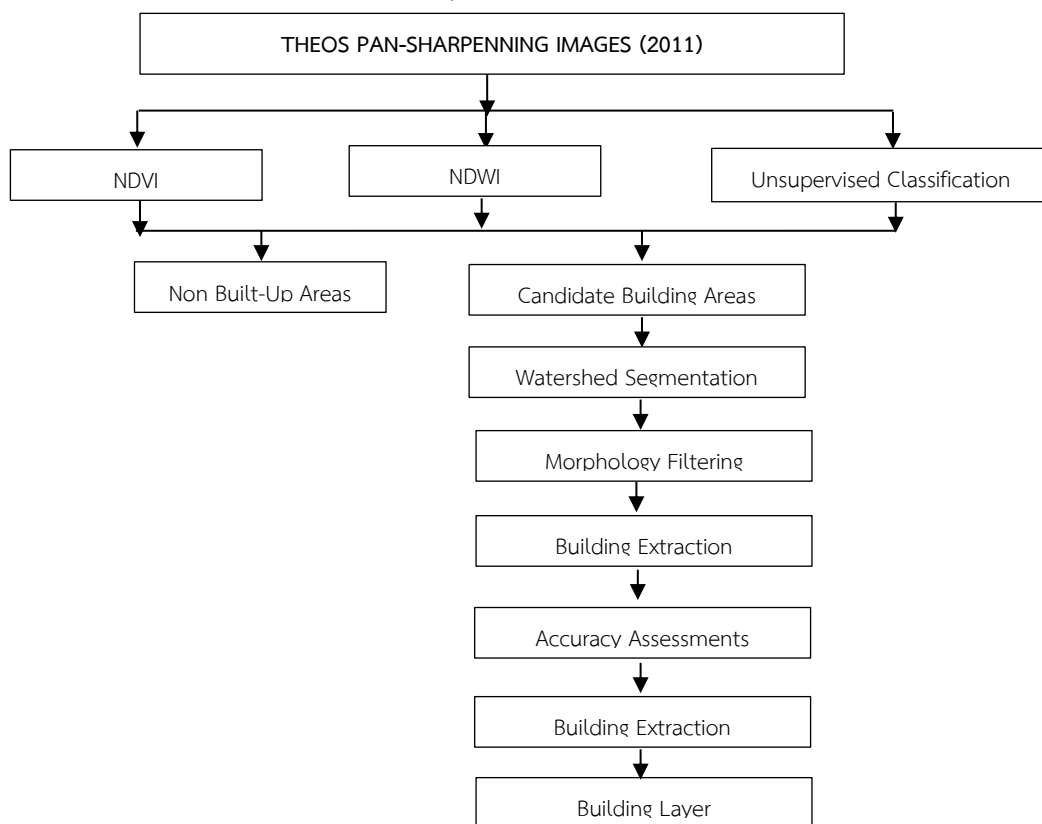 THEOS PAN-SHARPENNING IMAGES (2011)
NDVI
NDWI
Unsupervised Classification
Non Built-Up Areas
Candidate Building Areas
Watershed Segmentation
Morphology Filtering
Building Extraction
Accuracy Assessments
Building Extraction
Building Layer